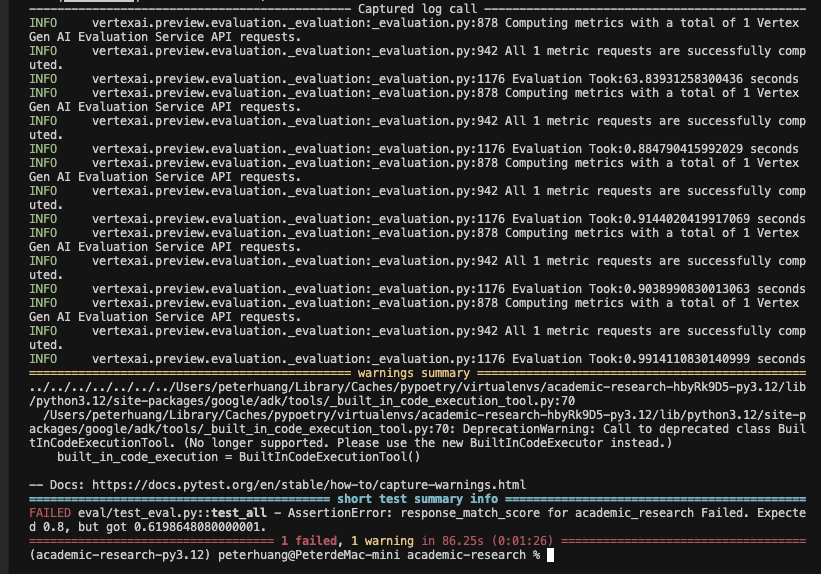 Captured log call
INFO     vertexai.preview.evaluation._evaluation:_evaluation.py:878 Computing metrics with a total of 1 Vertex
Gen AI Evaluation Service API requests.
INFO     vertexai.preview.evaluation._evaluation:_evaluation.py:942 All 1 metric requests are successfully comp
uted.
INFO     vertexai.preview.evaluation._evaluation:_evaluation.py:1176 Evaluation Took:63.83931258300436 seconds
INFO     vertexai.preview.evaluation._evaluation:_evaluation.py:878 Computing metrics with a total of 1 Vertex
Gen AI Evaluation Service API requests.
INFO     vertexai.preview.evaluation._evaluation:_evaluation.py:942 All 1 metric requests are successfully comp
uted.
INFO     vertexai.preview.evaluation._evaluation:_evaluation.py:1176 Evaluation Took:0.884790415992029 seconds
INFO     vertexai.preview.evaluation._evaluation:_evaluation.py:878 Computing metrics with a total of 1 Vertex
Gen AI Evaluation Service API requests.
INFO     vertexai.preview.evaluation._evaluation:_evaluation.py:942 All 1 metric requests are successfully comp
uted.
INFO     vertexai.preview.evaluation._evaluation:_evaluation.py:1176 Evaluation Took:0.9144020419917069 seconds
INFO     vertexai.preview.evaluation._evaluation:_evaluation.py:878 Computing metrics with a total of 1 Vertex
Gen AI Evaluation Service API requests.
INFO     vertexai.preview.evaluation._evaluation:_evaluation.py:942 All 1 metric requests are successfully comp
uted.
INFO     vertexai.preview.evaluation._evaluation:_evaluation.py:1176 Evaluation Took:0.9038990830013063 seconds
INFO     vertexai.preview.evaluation._evaluation:_evaluation.py:878 Computing metrics with a total of 1 Vertex
Gen AI Evaluation Service API requests.
INFO     vertexai.preview.evaluation._evaluation:_evaluation.py:942 All 1 metric requests are successfully comp
uted.
INFO     vertexai.preview.evaluation._evaluation:_evaluation.py:1176 Evaluation Took:0.9914110830140999 seconds
warnings summary
../../../../../../../Users/peterhuang/Library/Caches/pypoetry/virtualenvs/academic-research-hbyRk9D5-py3.12/lib
/python3.12/site-packages/google/adk/tools/_built_in_code_execution_tool.py:70
  /Users/peterhuang/Library/Caches/pypoetry/virtualenvs/academic-research-hbyRk9D5-py3.12/lib/python3.12/site-p
ackages/google/adk/tools/_built_in_code_execution_tool.py:70: DeprecationWarning: Call to deprecated class Buil
tInCodeExecutionTool. (No longer supported. Please use the new BuiltInCodeExecutor instead.)
    built_in_code_execution = BuiltInCodeExecutionTool()
-- Docs: https://docs.pytest.org/en/stable/how-to/capture-warnings.html
short test summary info
FAILED eval/test_eval.py::test_all - AssertionError: response_match_score for academic_research Failed. Expecte
d 0.8, but got 0.6198648080000001.
1 failed, 1 warning in 86.25s (0:01:26)
(academic-research-py3.12) peterhuang@PeterdeMac-mini academic-research %